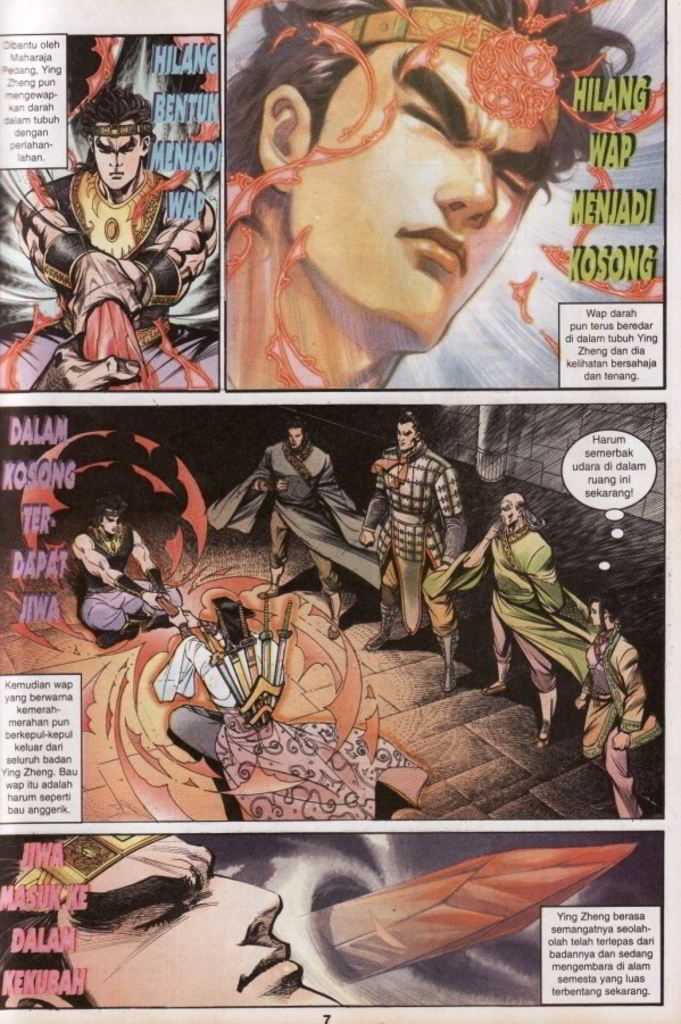 Dibantu oleh
Maharaja
Pedang, Ying
Zheng pun
mengewap-
kan darah
dalam tubuh
dengan
perlahan-
lahan.
HILANG
BENTUK
MENJADI
WAP
HILANG
WAP
MENJADI
KOSONG
Wap darah
pun terus beredar
di dalam tubuh Ying
Zheng dan dia
kelihatan bersahaja
dan tenang.
DALAM
KOSONG
TER-
DAPAT
JIWA
Harum
semerbak
udara di dalam
ruang ini
sekarang!
Kemudian wap
yang berwarna
kemerah-
merahan pun
berkepul-kepul
keluar dari
seluruh badan
Ying Zheng. Bau
wap itu adalah
harum seperti
bau anggerik.
JIWA
MASUK KE
DALAM
KEKUBAH
Ying Zheng berasa
semangatnya seolah-
olah telah terlepas dari
badannya dan sedang
mengembara di alam
semesta yang luas
terbentang sekarang.
7